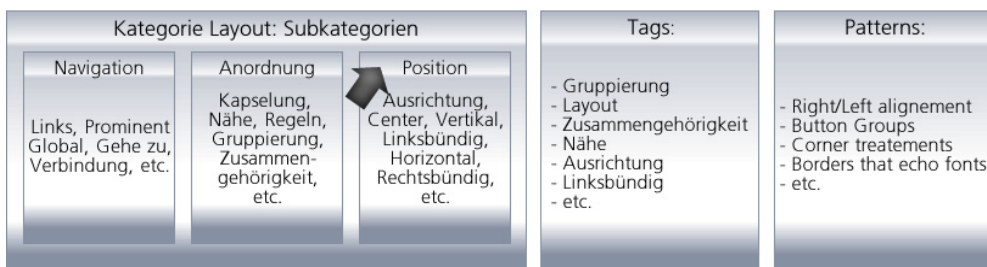 Kategorie Layout: Subkategorien
Navigation
Links, Prominent
Global, Gehe zu,
Verbindung, etc.
Anordnung
Kapselung,
Nähe, Regeln,
Gruppierung,
Zusammen-
gehörigkeit,
etc.
Position
Ausrichtung,
Center, Vertikal,
Linksbündig,
Horizontal,
Rechtsbündig,
etc.
Tags:
- Gruppierung
- Layout
- Zusammengehörigkeit
- Nähe
- Ausrichtung
- Linksbündig
- etc.
Patterns:
- Right/Left alignement
- Button Groups
- Corner treatements
- Borders that echo fonts
- etc.